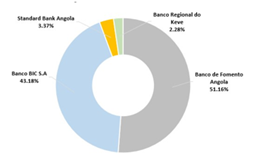 Standard Bank Angola
3.37%
Banco Regional do
Keve
2.28%
Banco BIC S.A
43.18%
Banco de Fomento
Angola
51.16%